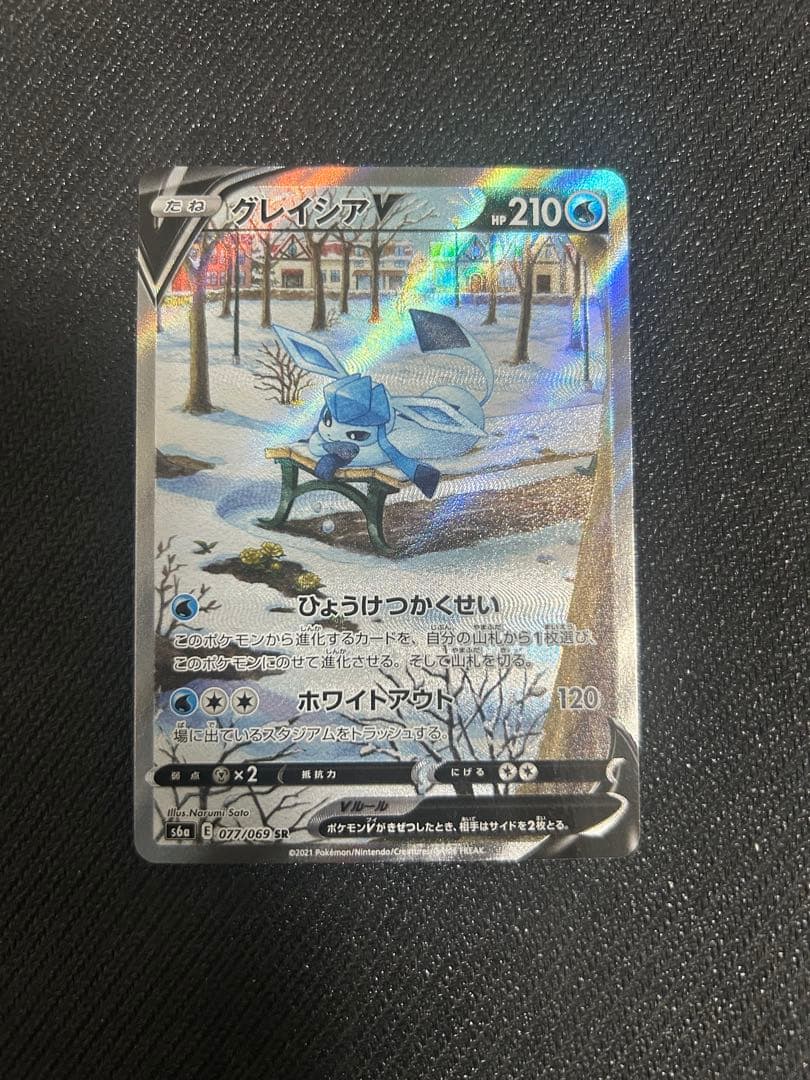 たね グレイシアV HP210
ひょうけつかくせい
このポケモンから進化するカードを、自分の山札から1枚選び、
このポケモンにのせて進化させる。そして山札を切る。
ホワイトアウト 120
場に出ているスタジアムをトラッシュする。
弱点 ×2 抵抗力 にげる
Illus. Narumi Sato
Vルール
s6a E 077/069 SR ポケモンVがきぜつしたとき、相手はサイドを2枚とる。
©2021 Pokémon/Nintendo/Creatures/GAME FREAK.